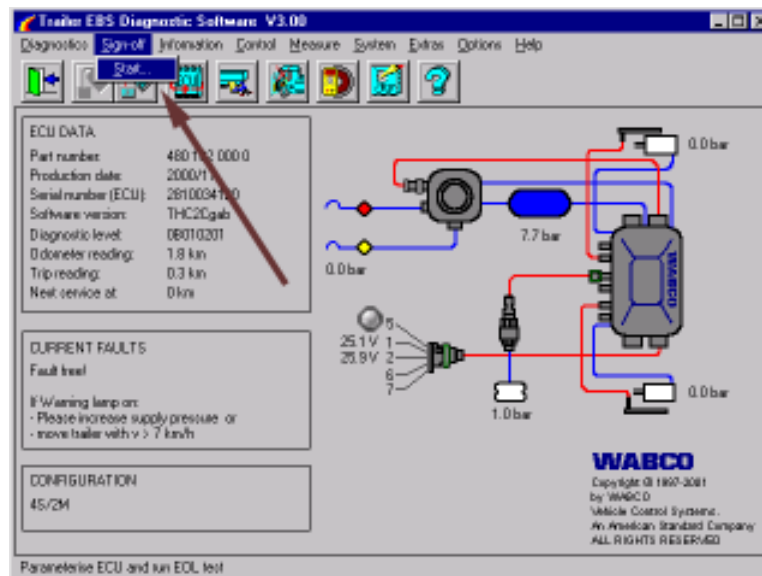 Trailer EBS Diagnostic Software V3.00
Diagnostics Sign-off Information Control Measure System Extras Options Help
Start...
ECU DATA
Part number:
Production date:
Serial number (ECU):
Software version: THC2Cgab
Diagnostic level: 0B010201
Odometer reading: 1.8 km
Trip reading: 0.3 km
Next service at: 0 km
CURRENT FAULTS
Fault free!
If Warning lamp on:
- Please increase supply pressure or
- move trailer with v > 7 km/h
CONFIGURATION
4S/2M
0.0 bar
7.7 bar
0.0 bar
WABCO
5
25.1 V 1
25.9 V 2
6
7
1.0 bar
0.0 bar
WABCO
Copyright © 1997-2001
by WABCO
Vehicle Control Systems.
An American Standard Company
ALL RIGHTS RESERVED
Parameterise ECU and run EOL test